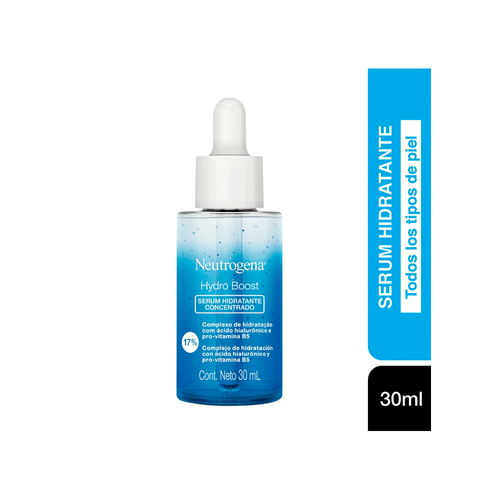 Neutrogena®
Hydro Boost
SERUM HIDRATANTE
CONCENTRADO
17%
Complexo de hidratação
com ácido hialurônico e
pro-vitamina B5
Complejo de hidratación
con ácido hialurónico y
pro-vitamina B5
Cont. Neto 30 mL
SERUM HIDRATANTE
Todos los tipos de piel
30ml